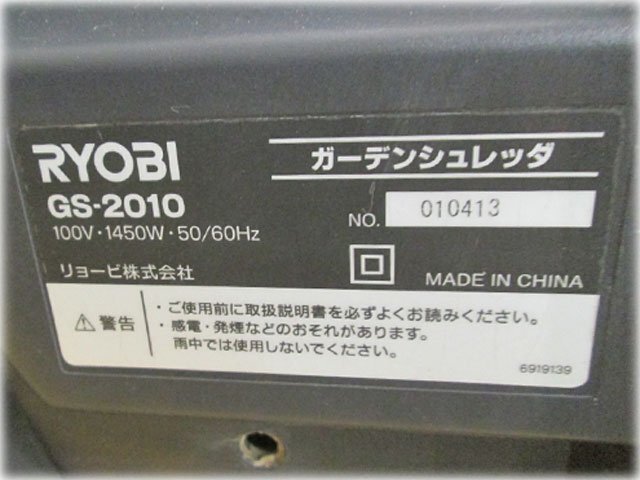 RYOBI
ガーデンシュレッダ
GS-2010
NO. 010413
100V・1450W・50/60Hz
リョービ株式会社
MADE IN CHINA
警告
・ご使用前に取扱説明書を必ずよくお読みください。
・感電・発煙などのおそれがあります。
雨中では使用しないでください。
6919139